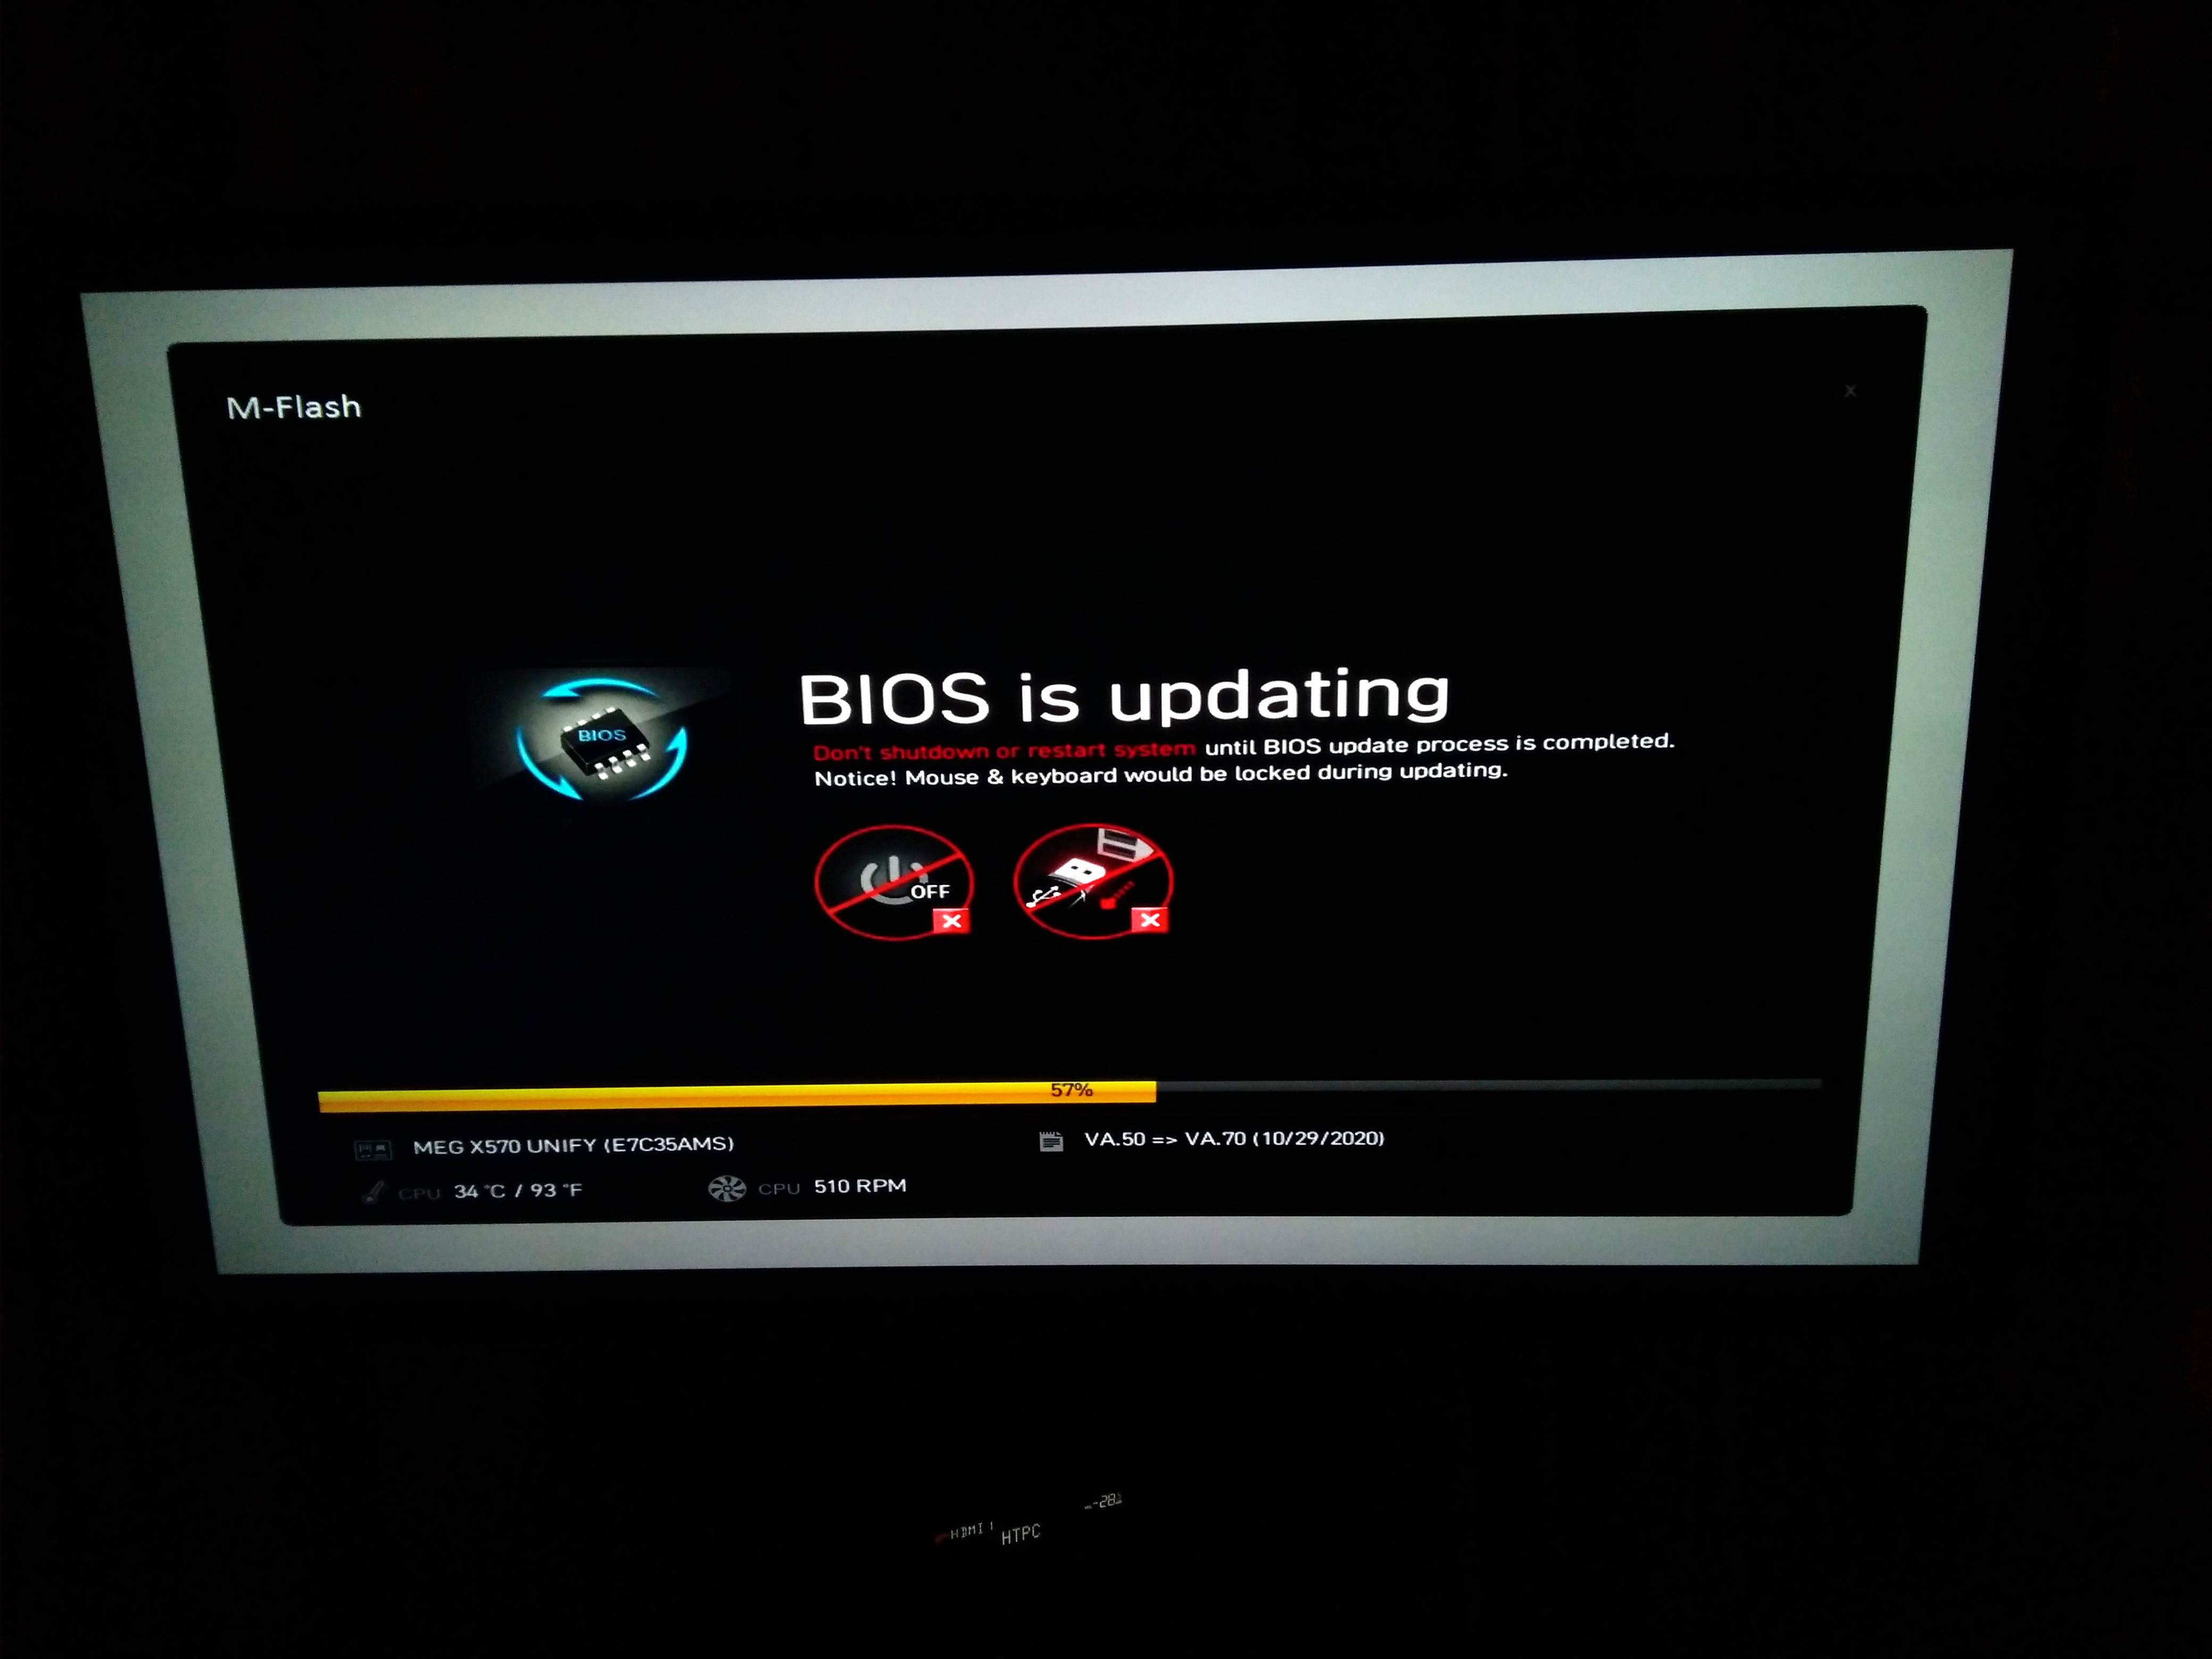 M-Flash
x
BIOS
BIOS is updating
Don't shutdown or restart system until BIOS update process is completed.
Notice! Mouse & keyboard would be locked during updating.
OFF
57%
MEG X570 UNIFY (E7C35AMS)
VA.50 => VA.70 (10/29/2020)
CPU 34 °C / 93 °F
CPU 510 RPM
HDMI 1
HTPC